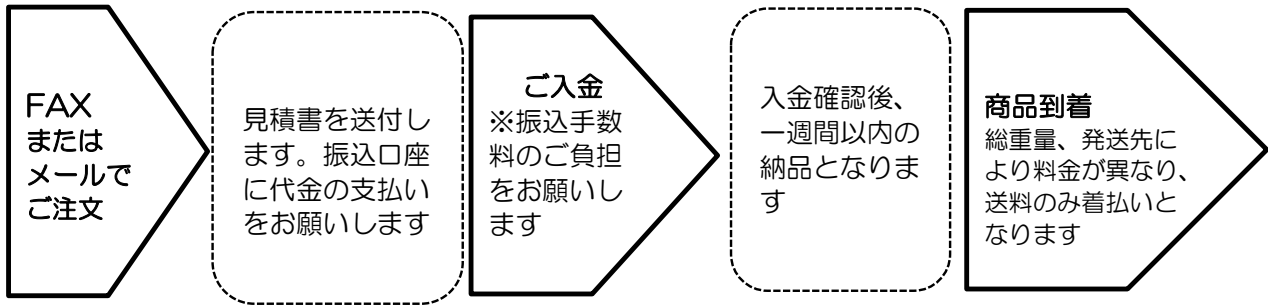 FAX
または
メールで
ご注文
見積書を送付し
ます。振込口座
に代金の支払い
をお願いします
ご入金
※振込手数
料のご負担
をお願いし
ます
入金確認後、
一週間以内の
納品となりま
す
商品到着
総重量、発送先に
より料金が異なり、
送料のみ着払いと
なります